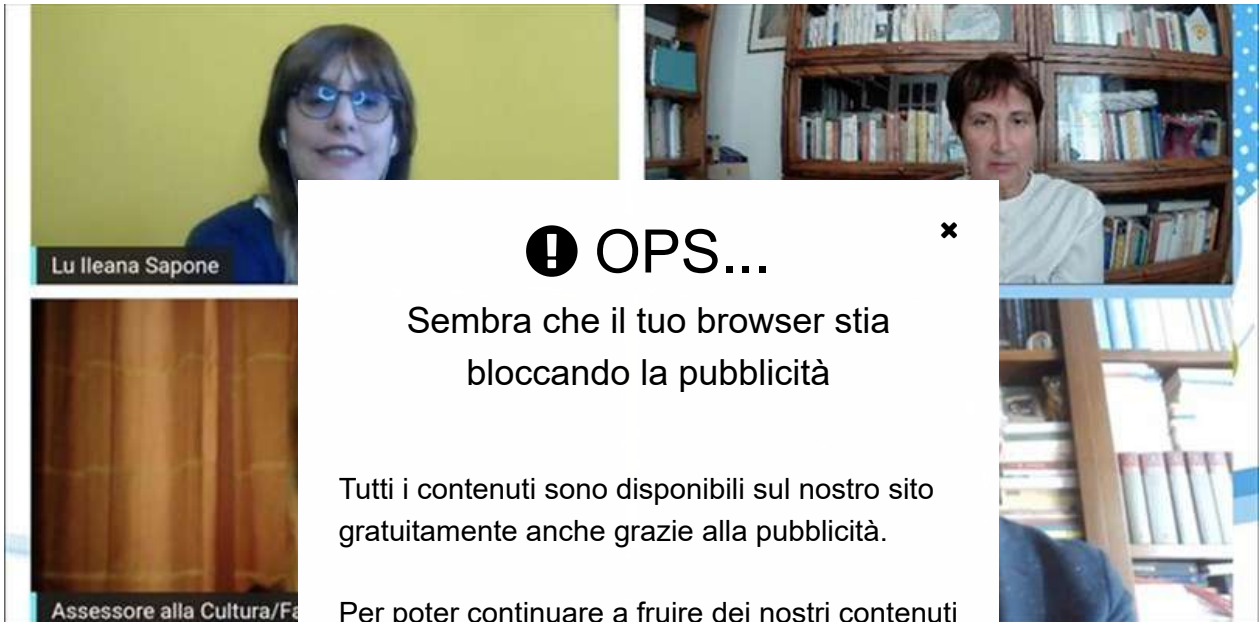 Lu Ileana Sapone
OPS...
Sembra che il tuo browser stia
bloccando la pubblicità
Tutti i contenuti sono disponibili sul nostro sito
gratuitamente anche grazie alla pubblicità.
Assessore alla Cultura/Fa
Per poter continuare a fruire dei nostri contenuti